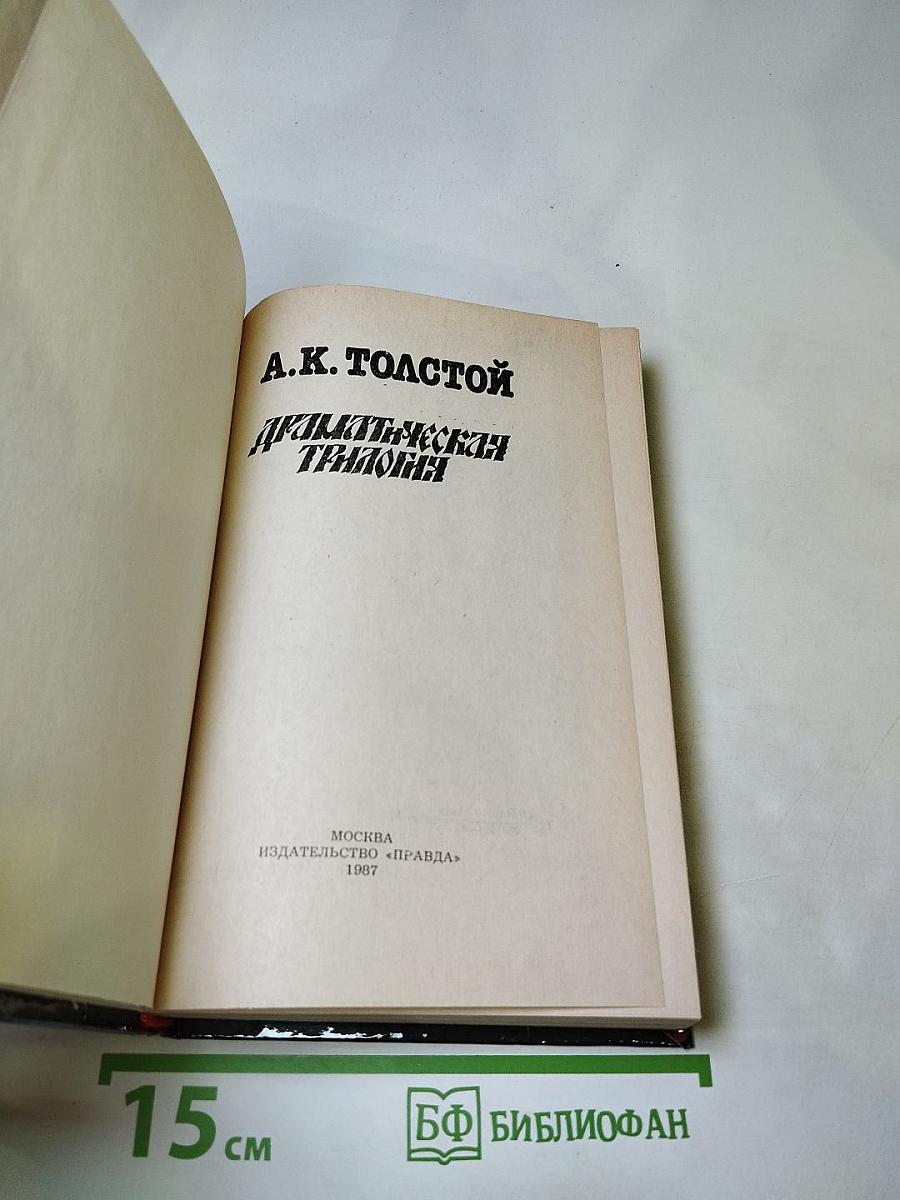 А.К. ТОЛСТОЙ
ДРАМАТИЧЕСКАЯ
ТРИЛОГИЯ
МОСКВА
ИЗДАТЕЛЬСТВО «ПРАВДА»
1987
15 см
БФ БИБЛИОФАН